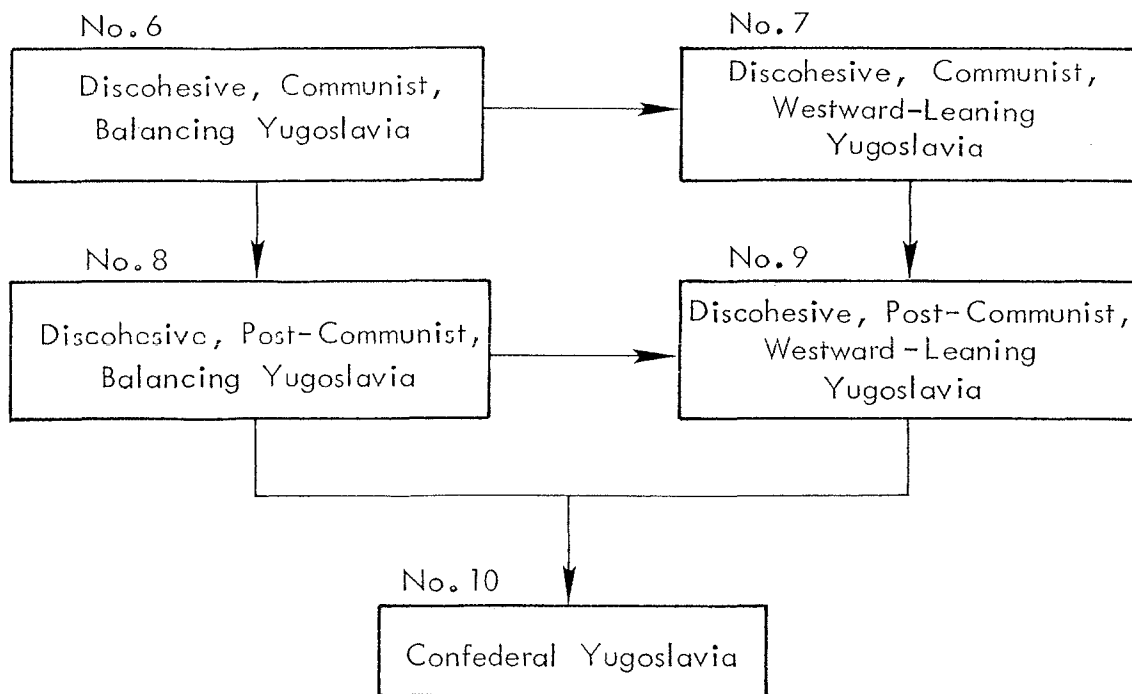 No.6
Discohesive, Communist,
Balancing Yugoslavia
No.7
Discohesive, Communist,
Westward-Leaning
Yugoslavia
No.8
Discohesive, Post-Communist,
Balancing Yugoslavia
No.9
Discohesive, Post-Communist,
Westward-Leaning
Yugoslavia
No.10
Confederal Yugoslavia